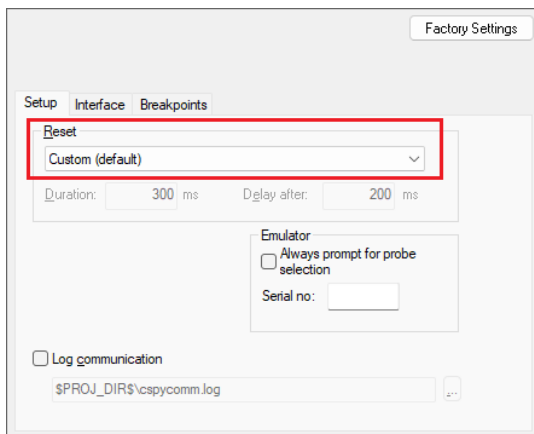 Factory Settings
Setup Interface Breakpoints
Reset
Custom (default)
Duration: 300 ms Delay after: 200 ms
Emulator
Always prompt for probe
selection
Serial no:
Log communication
$PROJ_DIR$\cspycomm.log
...